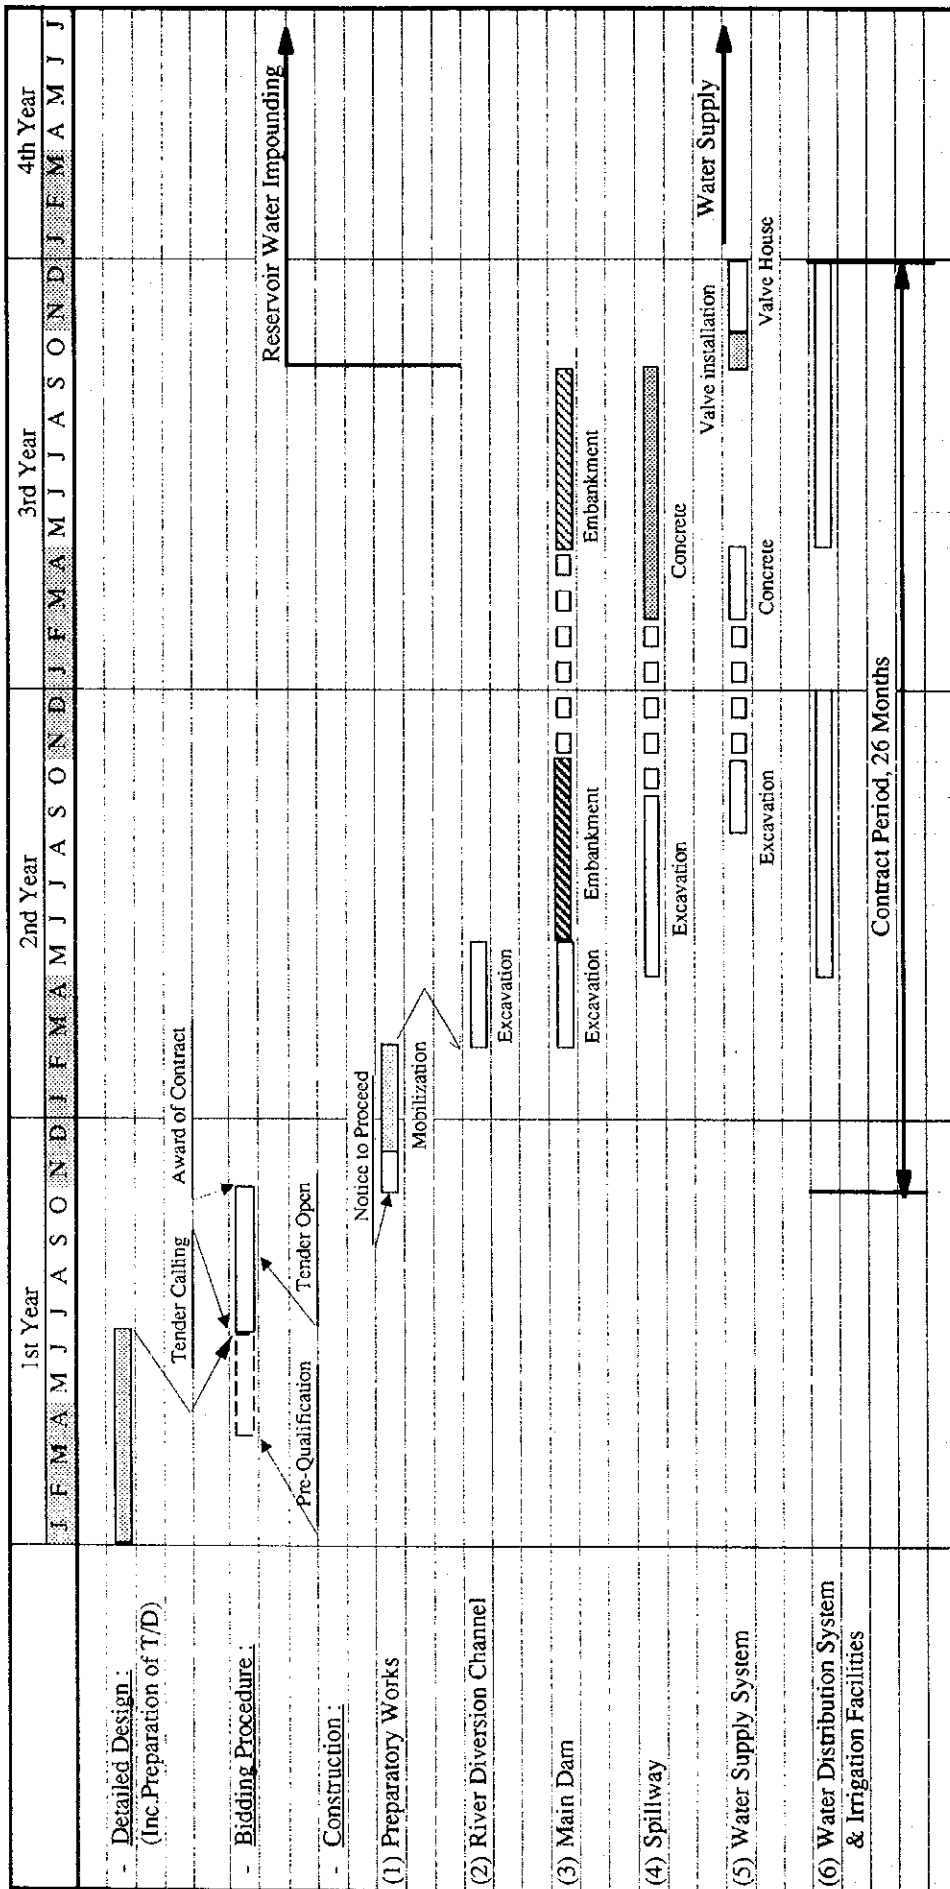 1st Year 2nd Year 3rd Year 4th Year
J F M A M J J A S O N D J F M A M J J A S O N D J F M A M J J A S O N D J F M A M J J
- Detailed Design :
(Inc.Preparation of T/D)
Tender Calling
Award of Contract
- Bidding Procedure :
Pre-Qualification
Tender Open
Reservoir Water Impounding
- Construction :
Notice to Proceed
(1) Preparatory Works
Mobilization
(2) River Diversion Channel
Excavation
(3) Main Dam
Excavation Embankment Embankment
(4) Spillway
Excavation Concrete
Valve installation
Water Supply
(5) Water Supply System
Excavation Concrete Valve House
(6) Water Distribution System
& Irrigation Facilities
Contract Period, 26 Months